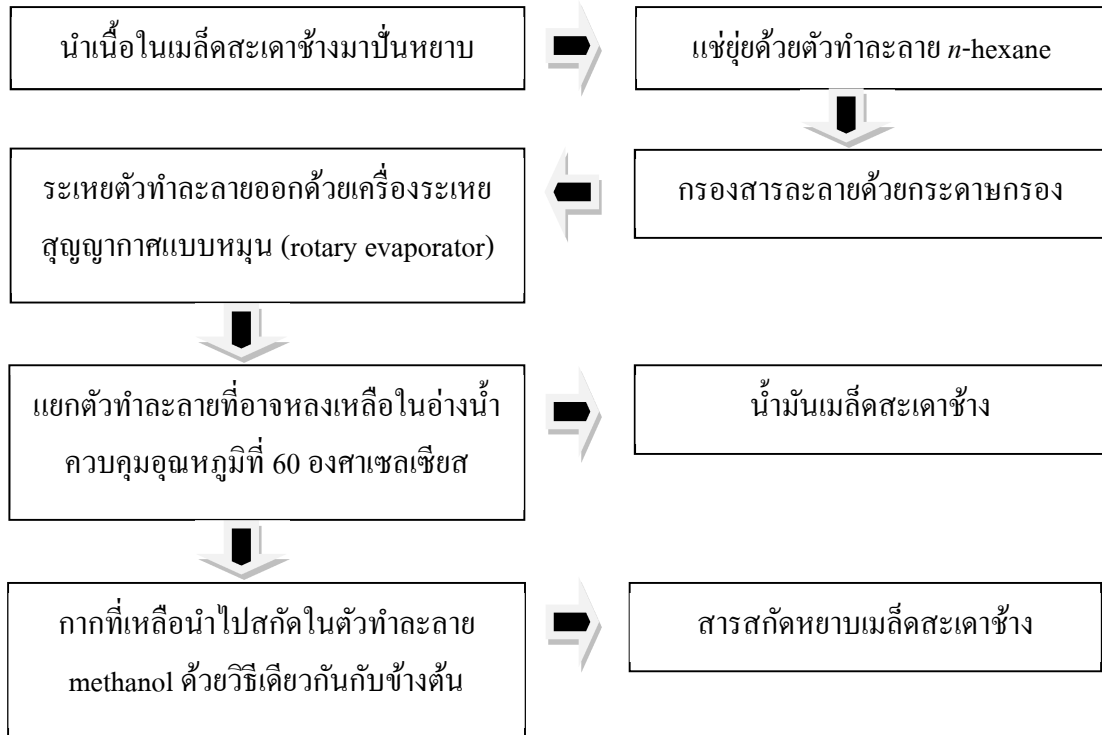 นำเนื้อในเมล็ดสะเดาช้างมาปั่นหยาบ
แช่ยุ่ยด้วยตัวทำละลาย n-hexane
กรองสารละลายด้วยกระดาษกรอง
ระเหยตัวทำละลายออกด้วยเครื่องระเหย
สุญญากาศแบบหมุน (rotary evaporator)
แยกตัวทำละลายที่อาจหลงเหลือในอ่างน้ำ
ควบคุมอุณหภูมิที่ 60 องศาเซลเซียส
น้ำมันเมล็ดสะเดาช้าง
กากที่เหลือนำไปสกัดในตัวทำละลาย
methanol ด้วยวิธีเดียวกันกับข้างต้น
สารสกัดหยาบเมล็ดสะเดาช้าง